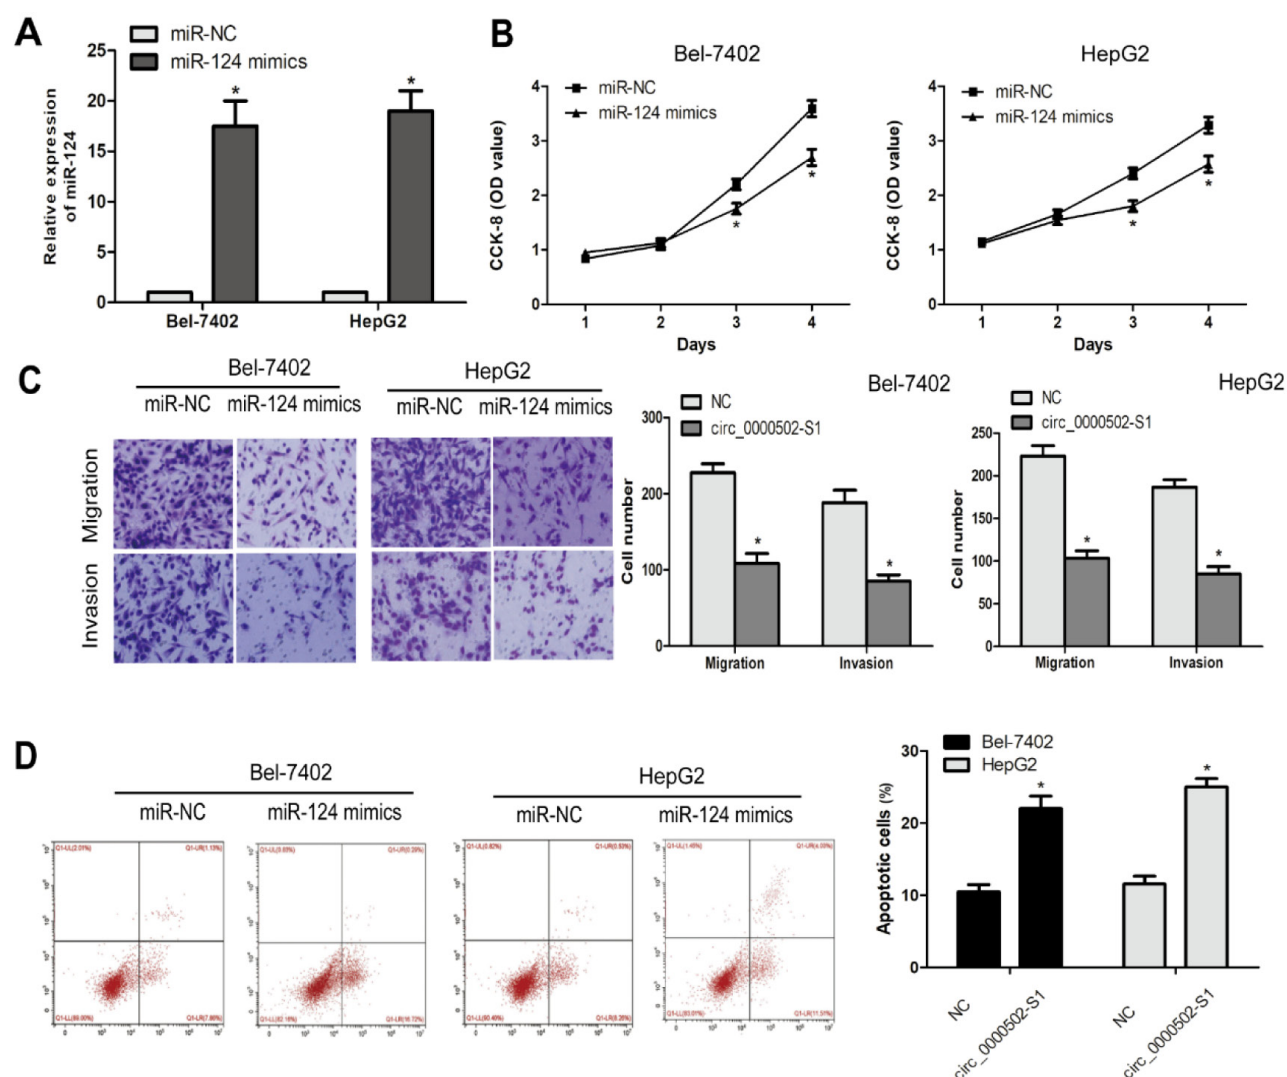 A
miR-NC
miR-124 mimics
Relative expression
of miR-124
25
20
15
10
5
0
*
*
Bel-7402
HepG2
B
Bel-7402
miR-NC
miR-124 mimics
CCK-8 (OD value)
4
3
2
1
0
*
*
1 2 3 4
Days
HepG2
miR-NC
miR-124 mimics
CCK-8 (OD value)
4
3
2
1
0
*
*
1 2 3 4
Days
C
Bel-7402
miR-NC miR-124 mimics
HepG2
miR-NC miR-124 mimics
Migration
Invasion
Bel-7402
NC
circ_0000502-S1
Cell number
300
200
100
0
*
*
Migration Invasion
HepG2
NC
circ_0000502-S1
Cell number
250
200
150
100
50
0
*
*
Migration Invasion
D
Bel-7402
miR-NC miR-124 mimics
HepG2
miR-NC miR-124 mimics
Bel-7402
HepG2
Apoptotic cells (%)
30
20
10
0
*
*
NC
circ_0000502-S1
NC
circ_0000502-S1